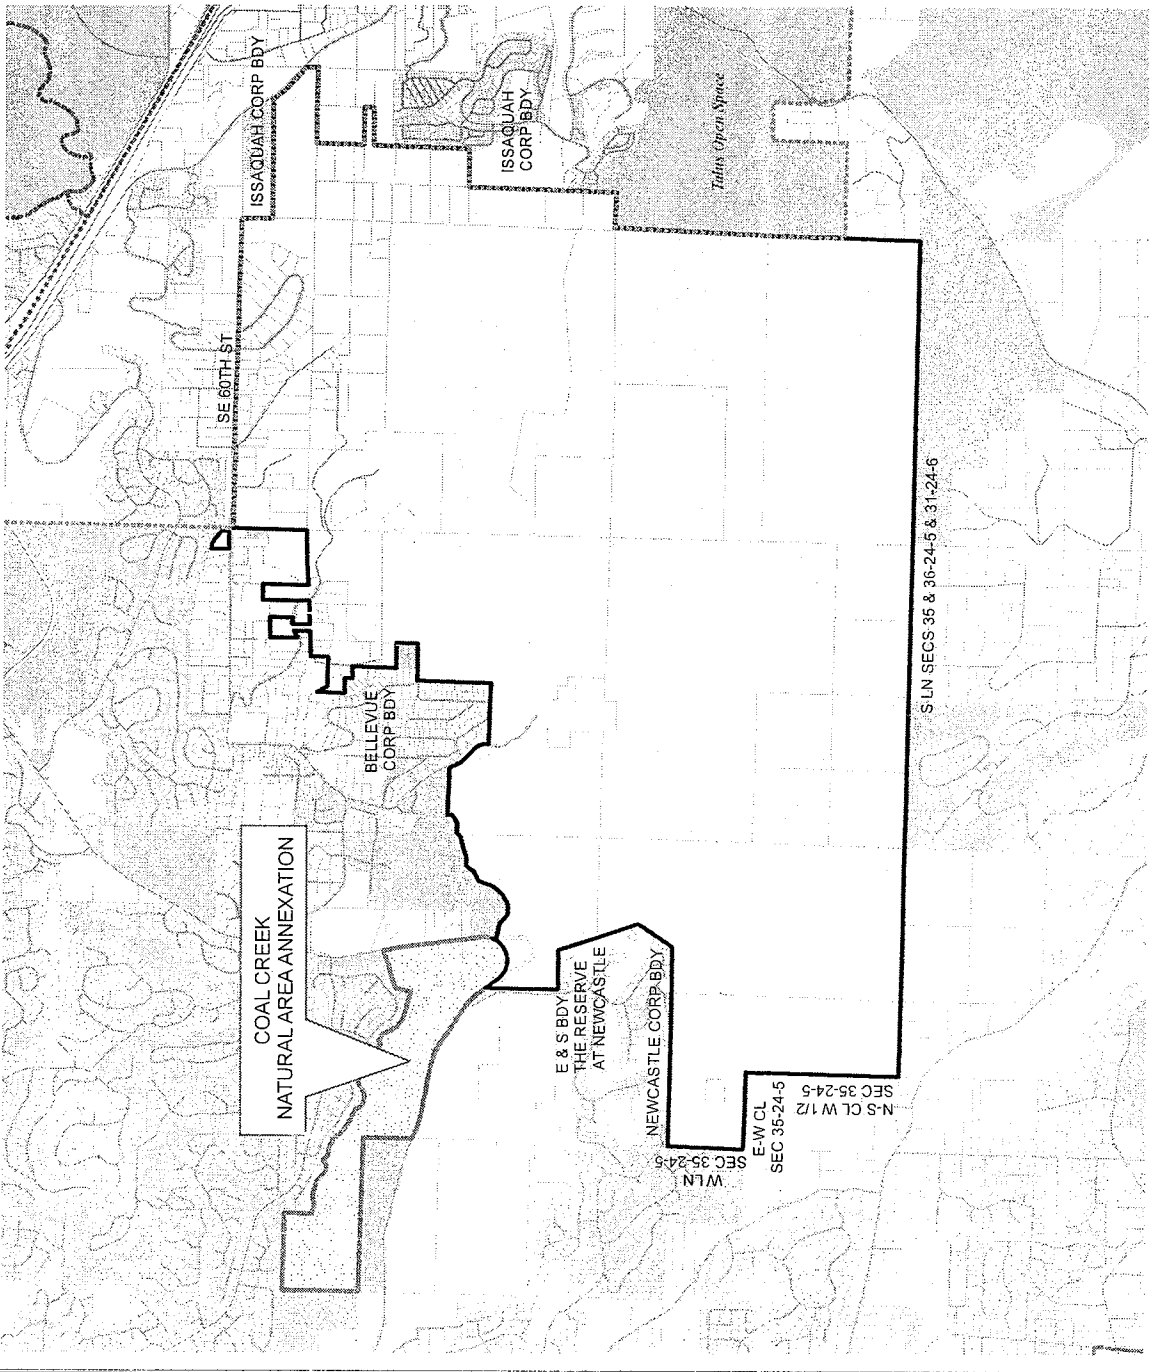 COAL CREEK
NATURAL AREA ANNEXATION
BELLEVUE
CORP BDY
SE 60TH ST
ISSAQUAH CORP BDY
ISSAQUAH
CORP BDY
Talus Open Space
E & S BDY
THE RESERVE
AT NEWCASTLE
NEWCASTLE CORP BDY
W LN
SEC 35-24-5
E-W CL
SEC 35-24-5
N-S CL W 1/2
SEC 35-24-5
S LN SECS 35 & 36-24-5 & 31-24-6